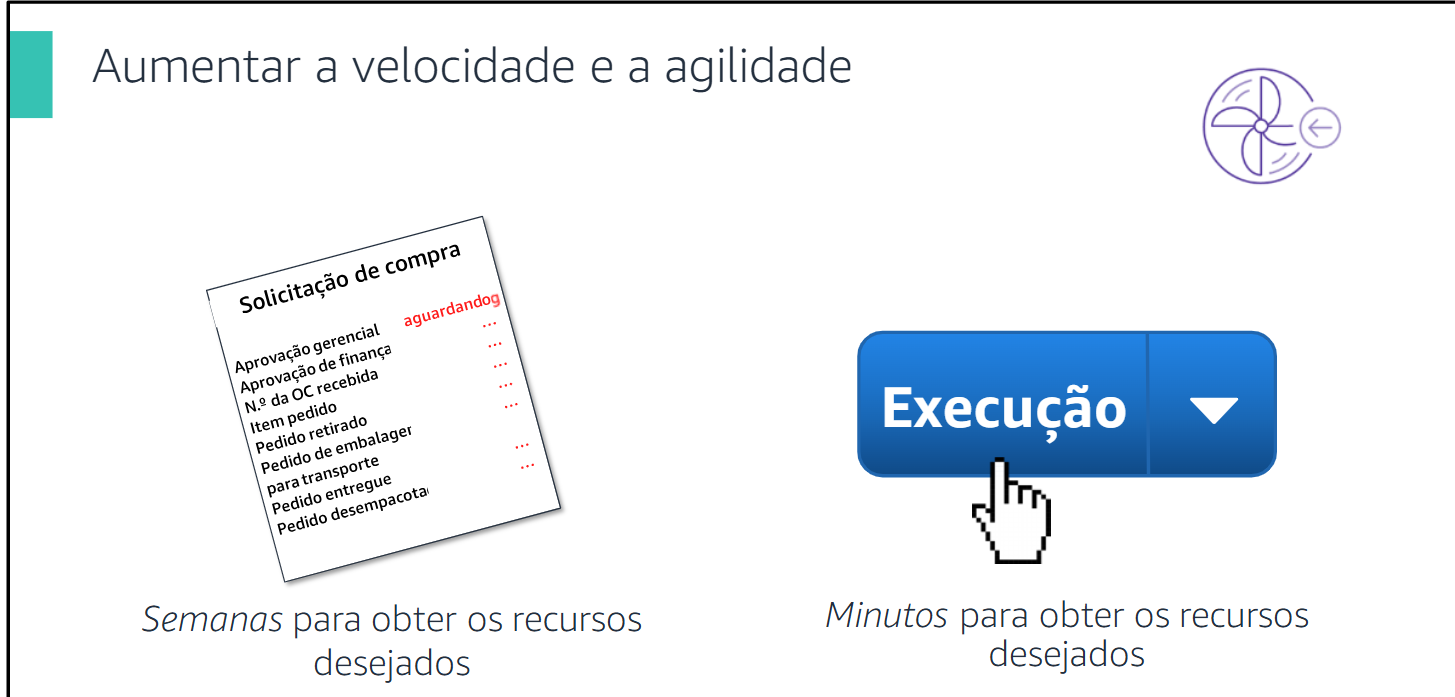 Aumentar a velocidade e a agilidade
Solicitação de compra
Aprovação gerencial aguardandog
Aprovação de finança ...
N.º da OC recebida ...
Item pedido ...
Pedido retirado ...
Pedido de embalager ...
para transporte
Pedido entregue ...
Pedido desempacota ...
Semanas para obter os recursos
desejados
Execução
Minutos para obter os recursos
desejados